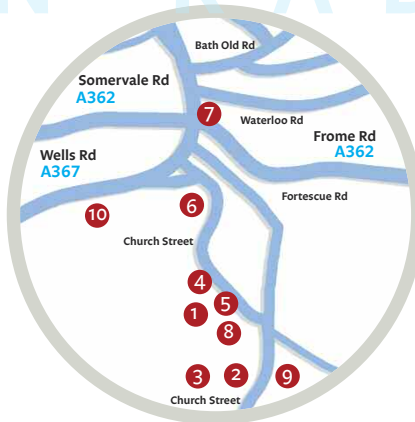 Bath Old Rd
Somervale Rd
A362
7
Waterloo Rd
Frome Rd
A362
Wells Rd
A367
Fortescue Rd
6
10
Church Street
4
5
1
8
3
2
9
Church Street